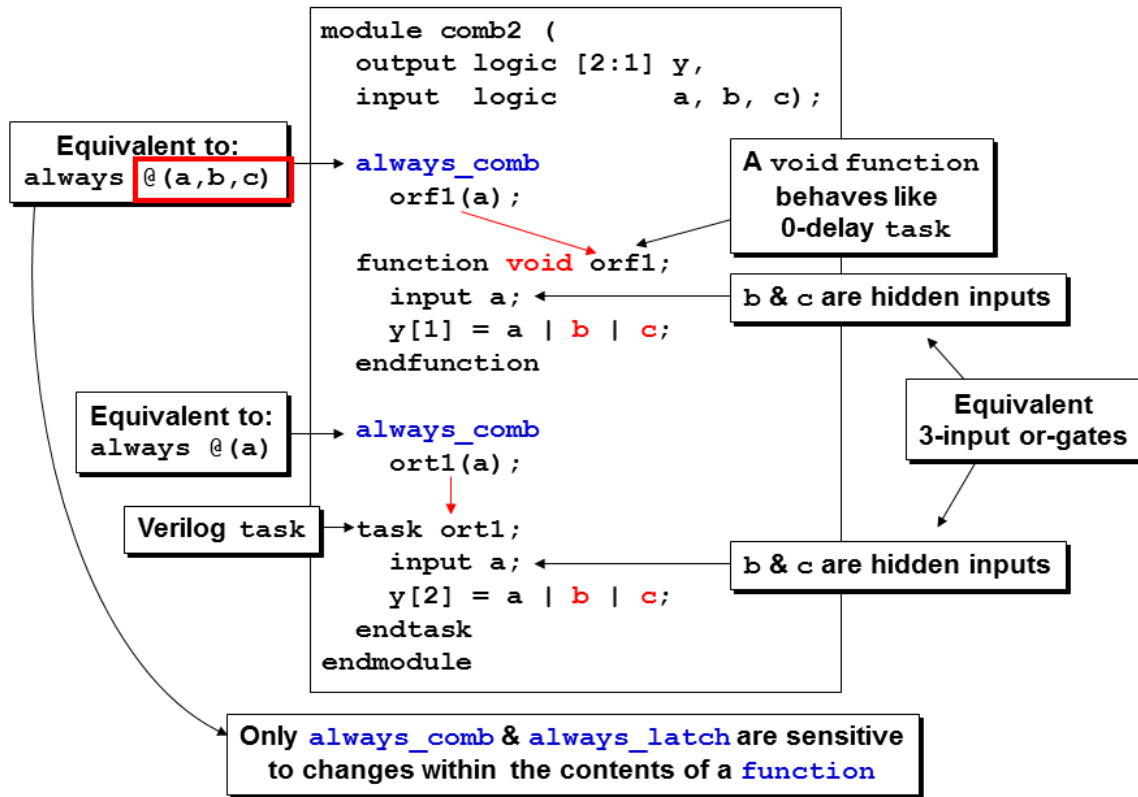 module comb2 (
output logic [2:1] y,
input  logic       a, b, c);
Equivalent to:
always @(a,b,c)
always_comb
orf1(a);
A void function
behaves like
0-delay task
function void orf1;
input a;
y[1] = a | b | c;
endfunction
b & c are hidden inputs
Equivalent
3-input or-gates
Equivalent to:
always @(a)
always_comb
ort1(a);
Verilog task
task ort1;
input a;
y[2] = a | b | c;
endtask
endmodule
b & c are hidden inputs
Only always_comb & always_latch are sensitive
to changes within the contents of a function